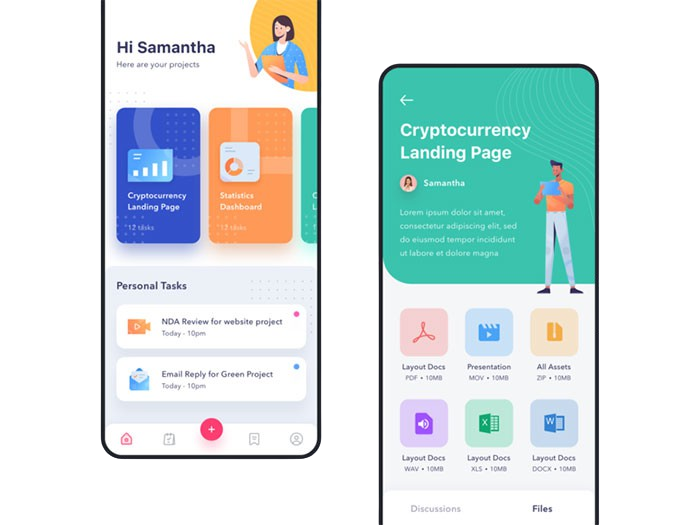 Hi Samantha
Here are your projects
Cryptocurrency
Landing Page
12 tasks
Statistics
Dashboard
13 tasks
Personal Tasks
NDA Review for website project
Today - 10pm
Email Reply for Green Project
Today - 10pm
Cryptocurrency
Landing Page
Samantha
Lorem ipsum dolor sit amet,
consectetur adipiscing elit, sed
do eiusmod tempor incididunt
ut labore et dolore magna
Layout Docs
PDF • 10MB
Presentation
MOV • 10MB
All Assets
ZIP • 10MB
Layout Docs
WAV • 10MB
Layout Docs
XLS • 10MB
Layout Docs
DOCX • 10MB
Discussions
Files